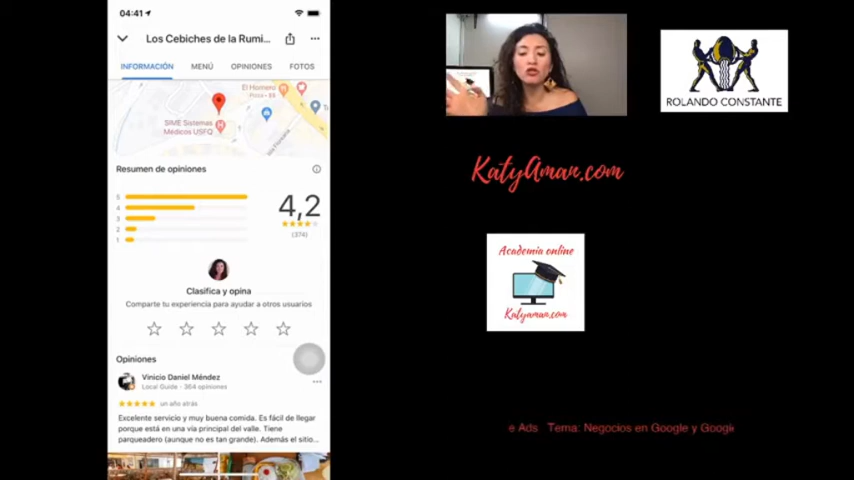 04:41
Los Cebiches de la Rumi...
INFORMACIÓN MENÚ OPINIONES FOTOS
El Hornero
Pizza - $$
SIME Sistemas
Médicos USFQ
Resumen de opiniones
5
4
3
2
1
4,2
(374)
Clasifica y opina
Comparte tu experiencia para ayudar a otros usuarios
Opiniones
Vinicio Daniel Méndez
Local Guide · 364 opiniones
un año atrás
Excelente servicio y muy buena comida. Es fácil de llegar
porque está en una vía principal del valle. Tiene
parqueadero (aunque no es tan grande). Además el sitio...
ROLANDO CONSTANTE
KatyAman.com
Academia online
Katyaman.com
e Ads Tema: Negocios en Google y Google